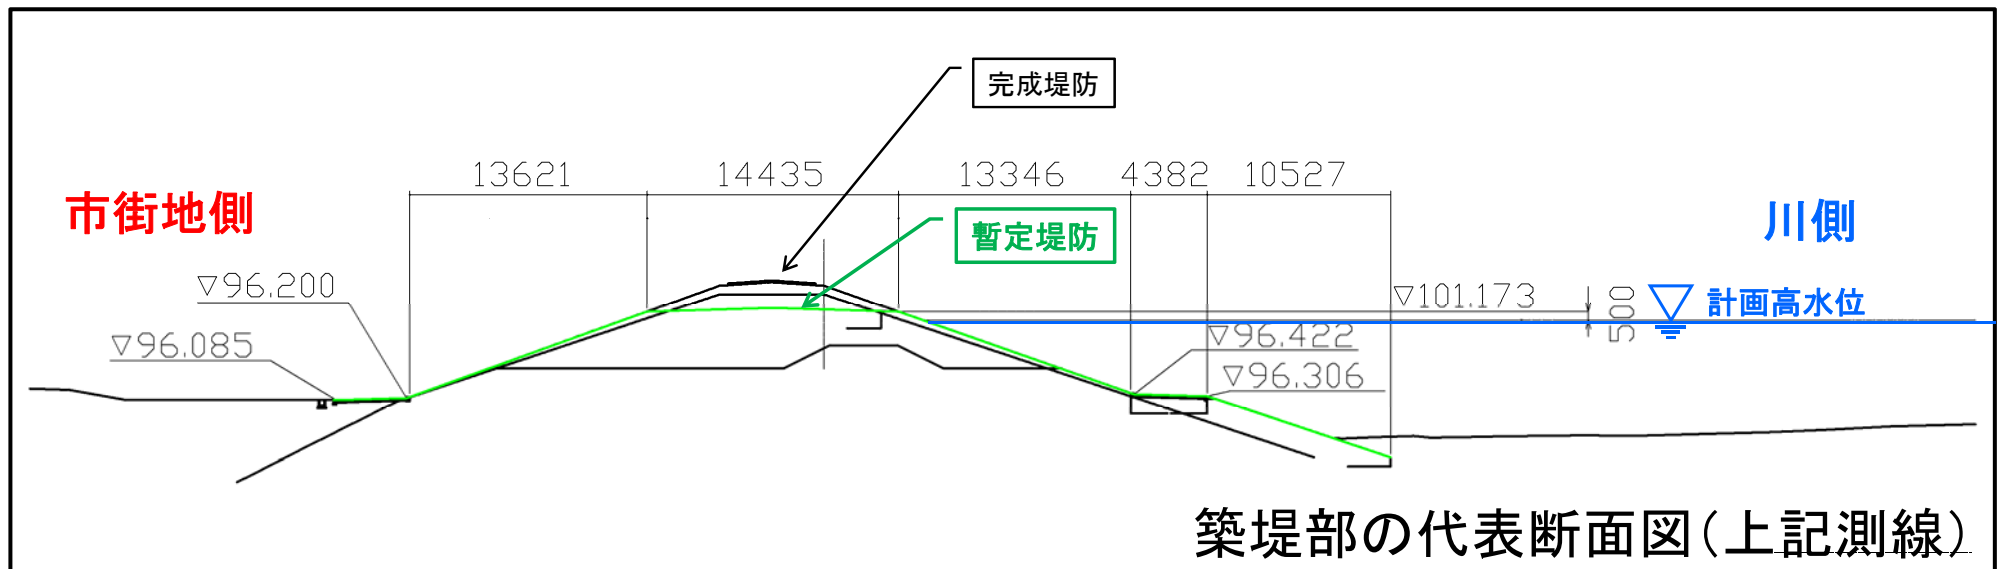 完成堤防
13621 14435 13346 4382 10527
市街地側
暫定堤防
川側
▽96.200
▽101.173
500
計画高水位
▽96.085
▽96.422
▽96.306
築堤部の代表断面図(上記測線)